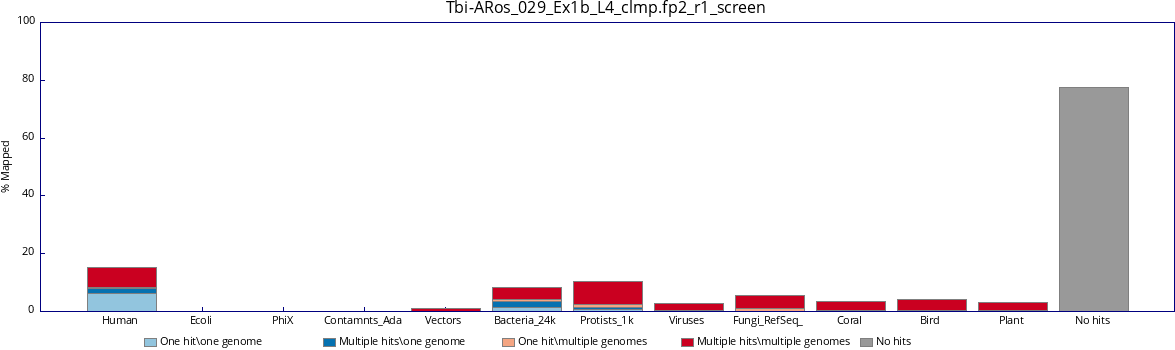 Tbi-ARos_029_Ex1b_L4_clmp.fp2_r1_screen
100
80
60
40
20
0
% Mapped
Human Ecoli PhiX Contamnts_Ada Vectors Bacteria_24k Protists_1k Viruses Fungi_RefSeq_ Coral Bird Plant No hits
One hit\one genome Multiple hits\one genome One hit\multiple genomes Multiple hits\multiple genomes No hits